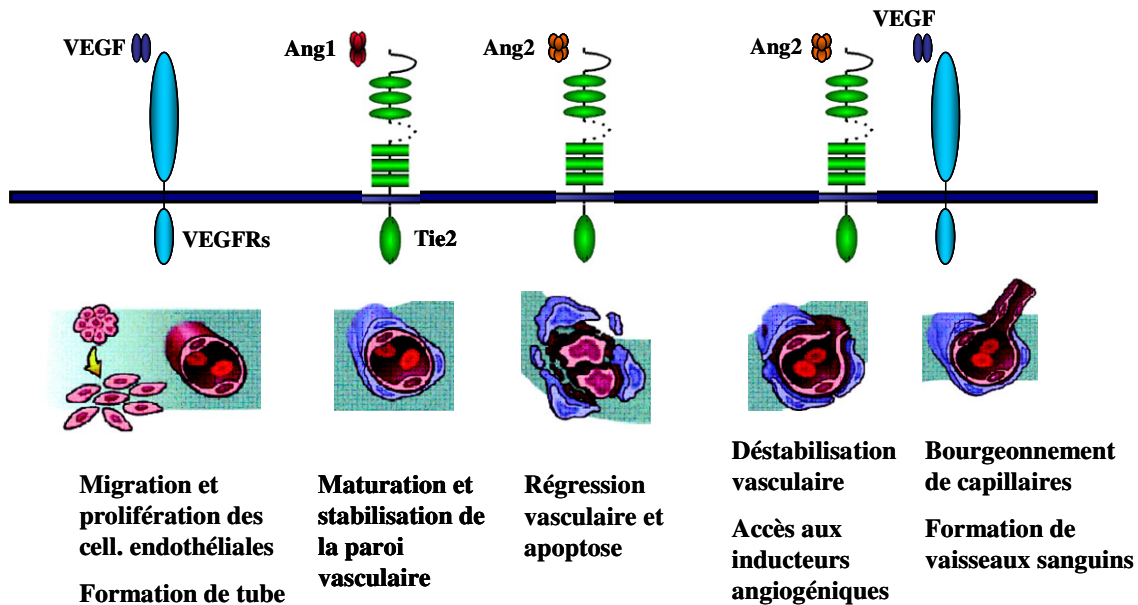 VEGF
VEGF
Ang1
Ang2
Ang2
VEGFRs
Tie2
Migration et
prolifération des
cell. endothéliales
Formation de tube
Maturation et
stabilisation de
la paroi
vasculaire
Régression
vasculaire et
apoptose
Déstabilisation
vasculaire
Accès aux
inducteurs
angiogéniques
Bourgeonnement
de capillaires
Formation de
vaisseaux sanguins